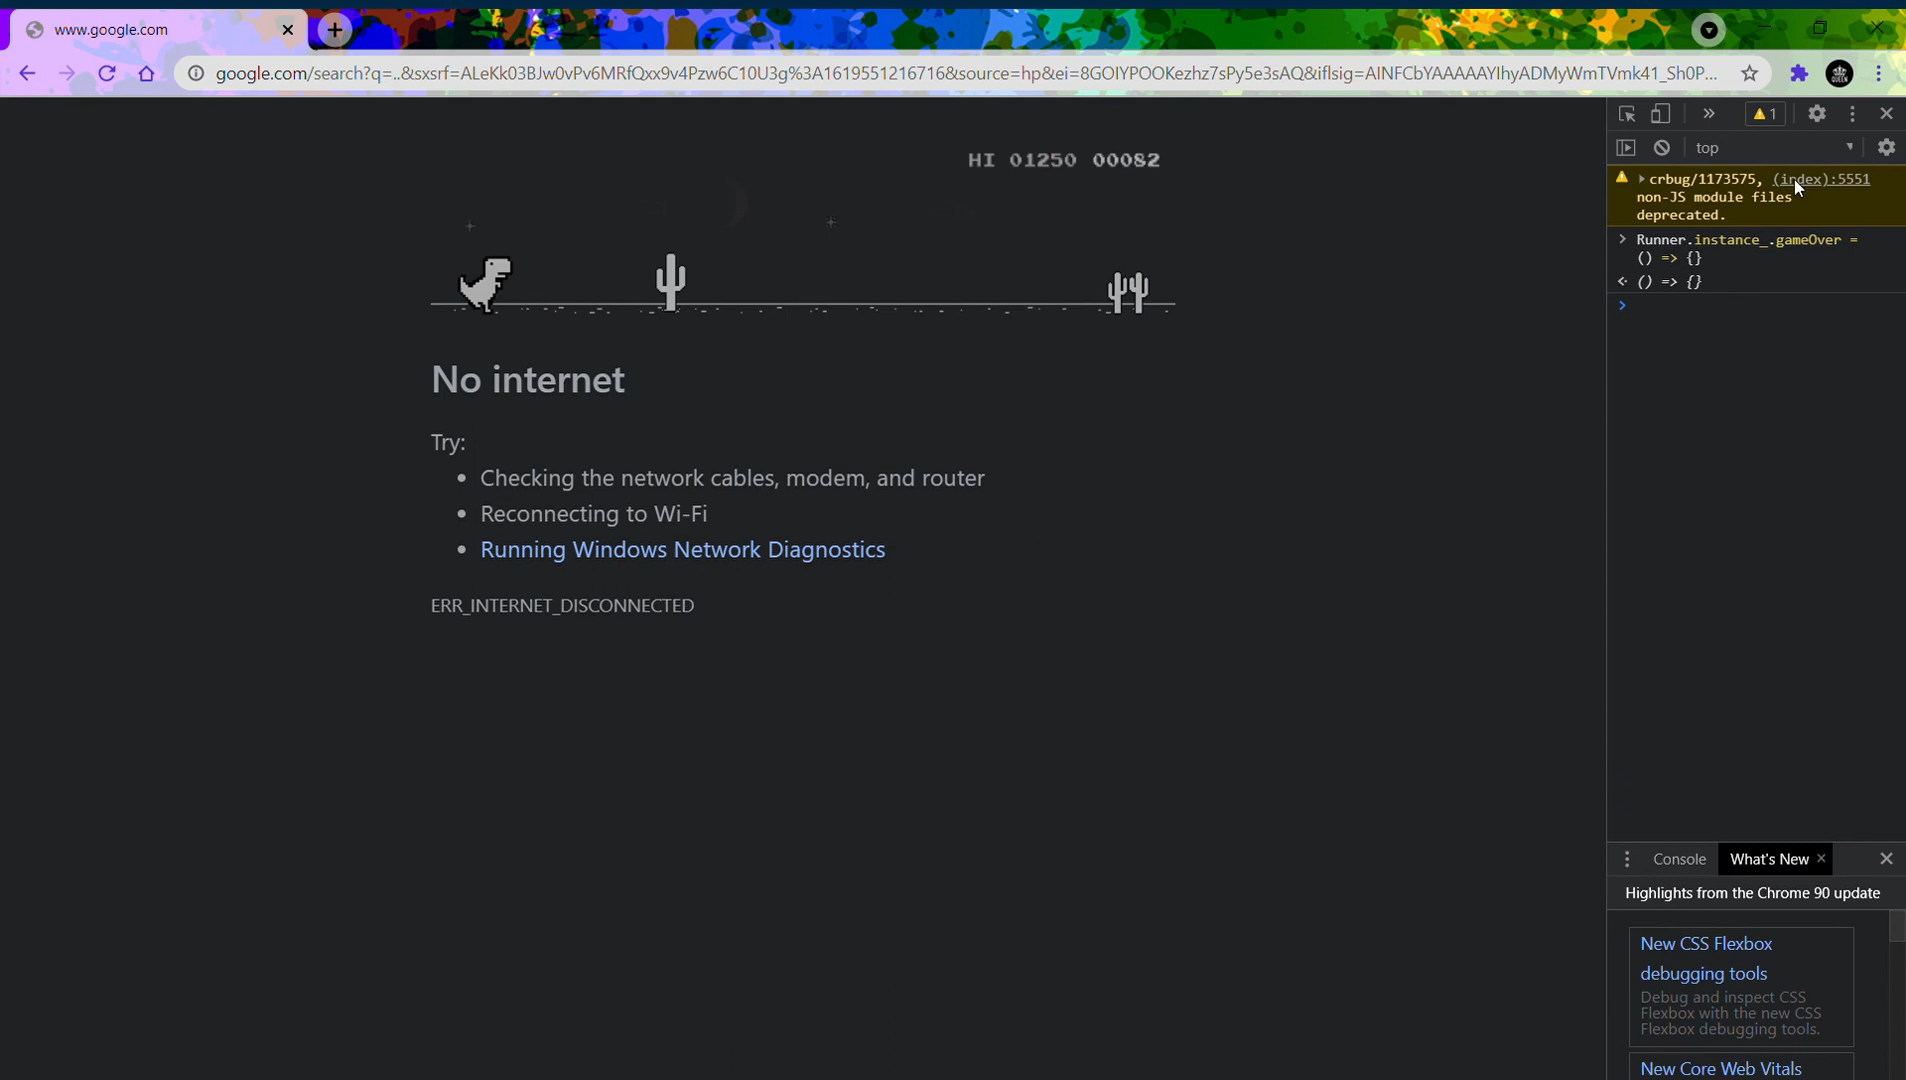 www.google.com
google.com/search?q=..&sxsrf=ALeKk03BJw0vPv6MRfQxx9v4Pzw6C10U3g%3A1619551216716&source=hp&ei=8GOIYPOOKezhz7sPy5e3sAQ&iflsig=AINFCbYAAAAAYIhyADMyWmTVmk41_Sh0P...
QUEEN
1
top
HI 01250 00082
crbug/1173575, (index):5551
non-JS module files
deprecated.
Runner.instance_.gameOver =
() => {}
() => {}
No internet
Try:
Checking the network cables, modem, and router
Reconnecting to Wi-Fi
Running Windows Network Diagnostics
ERR_INTERNET_DISCONNECTED
Console
What's New
Highlights from the Chrome 90 update
New CSS Flexbox
debugging tools
Debug and inspect CSS
Flexbox with the new CSS
Flexbox debugging tools.
New Core Web Vitals